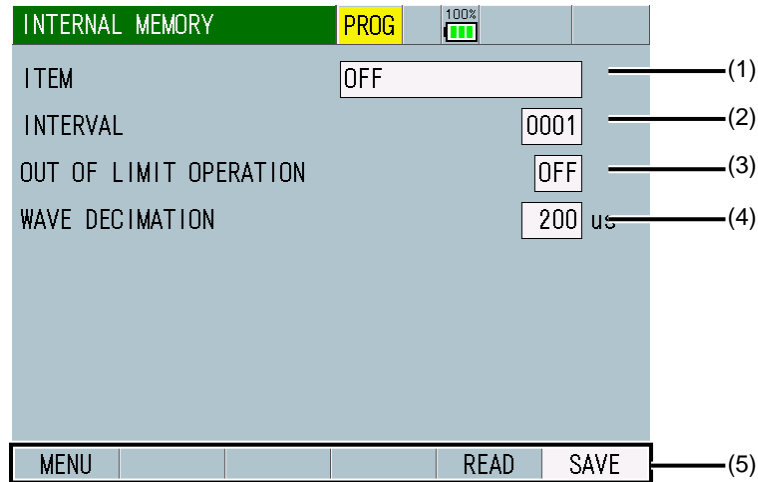 INTERNAL MEMORY PROG 100%
ITEM OFF (1)
INTERVAL 0001 (2)
OUT OF LIMIT OPERATION OFF (3)
WAVE DECIMATION 200 us (4)
MENU READ SAVE (5)